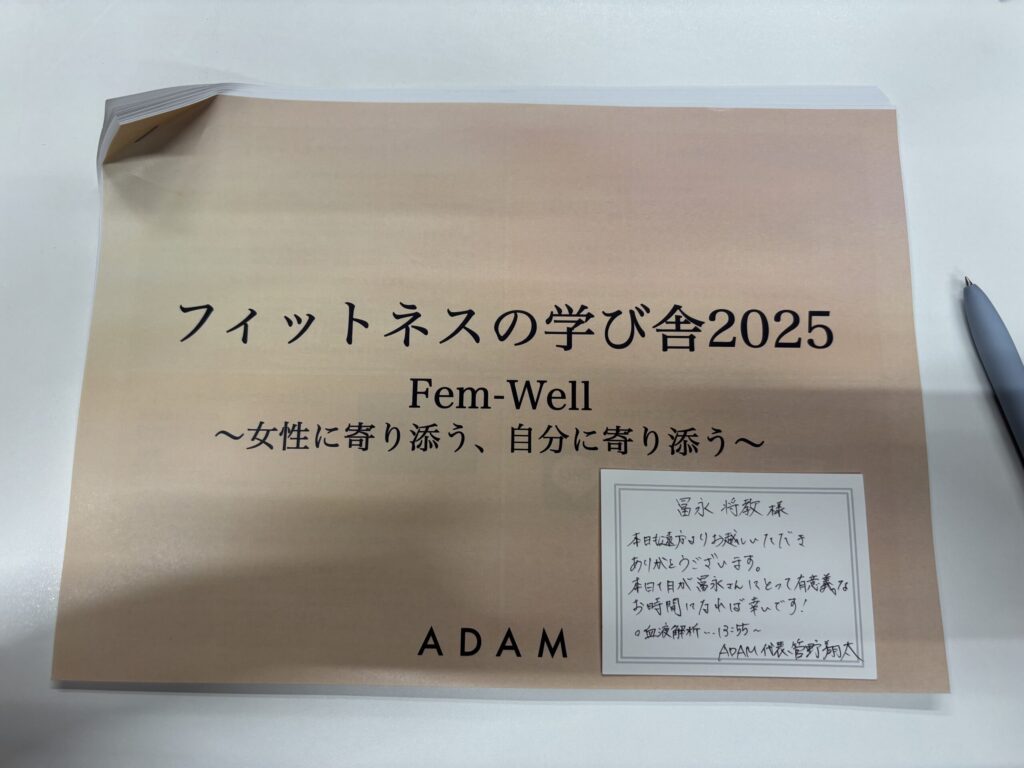 フィットネスの学び舎2025
Fem-Well
～女性に寄り添う、自分に寄り添う～
ADAM
冨永 将教 様
本日も遠方よりお越しいただき
ありがとうございます。
本日1日が冨永さんにとって有意義な
お時間になれば幸いです！
○血液解析…13:55～
ADAM代表 菅野翔太